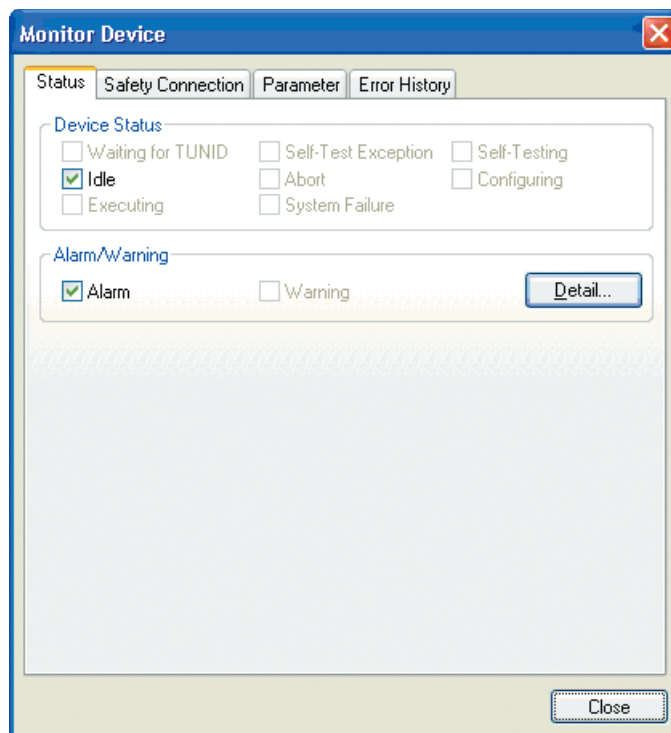 Monitor Device
Status Safety Connection Parameter Error History
Device Status
Waiting for TUNID Self-Test Exception Self-Testing
Idle Abort Configuring
Executing System Failure
Alarm/Warning
Alarm Warning Detail...
Close